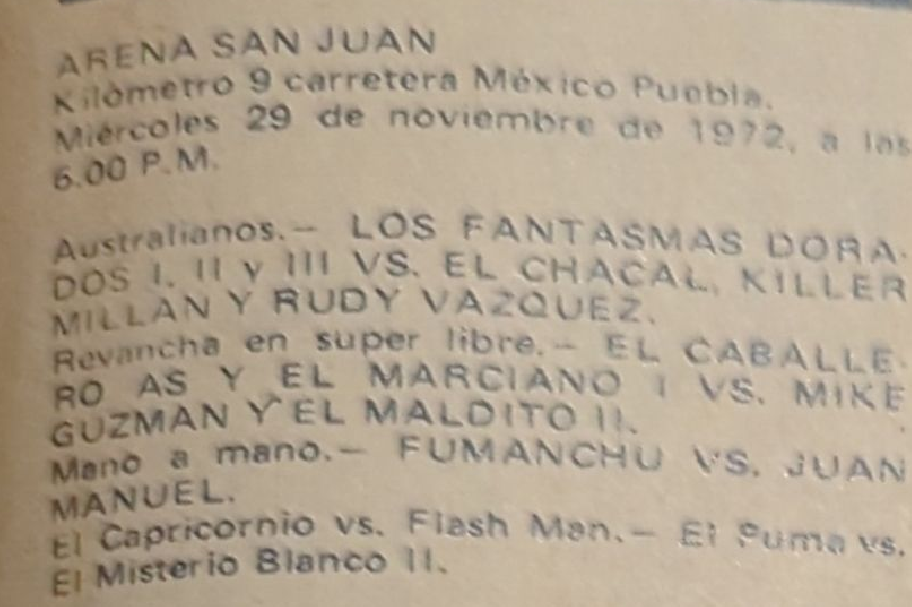 ARENA SAN JUAN
Kilómetro 9 carretera México Puebla.
Miércoles 29 de noviembre de 1972, a las
6.00 P.M.
Australianos.— LOS FANTASMAS DORA-
DOS I, II y III VS. EL CHACAL, KILLER
MILLAN Y RUDY VAZQUEZ.
Revancha en super libre.— EL CABALLE-
RO AS Y EL MARCIANO I VS. MIKE
GUZMAN Y EL MALDITO II.
Mano a mano.— FUMANCHU VS. JUAN
MANUEL.
El Capricornio vs. Flash Man.— El Puma vs.
El Misterio Blanco II.